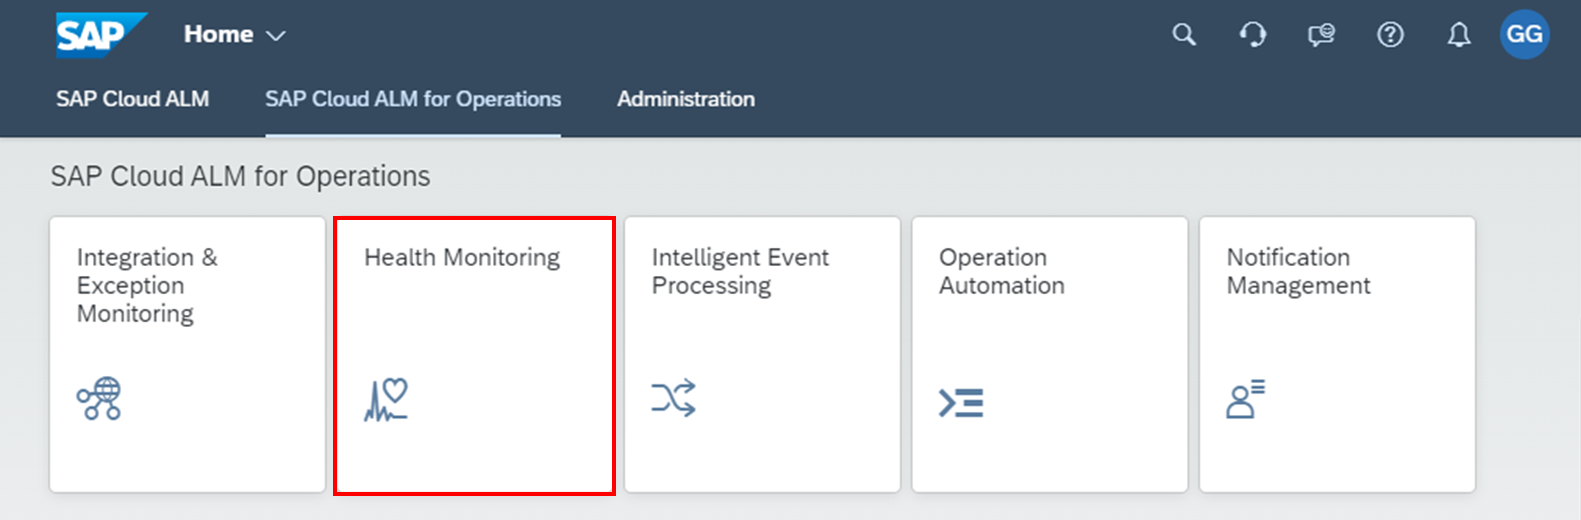 SAP
Home
GG
SAP Cloud ALM
SAP Cloud ALM for Operations
Administration
SAP Cloud ALM for Operations
Integration &
Exception
Monitoring
Health Monitoring
Intelligent Event
Processing
Operation
Automation
Notification
Management